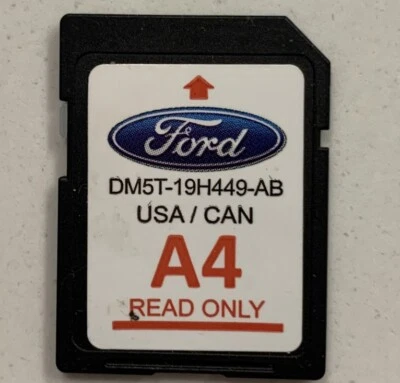 Ford
DM5T-19H449-AB
USA / CAN
A4
READ ONLY